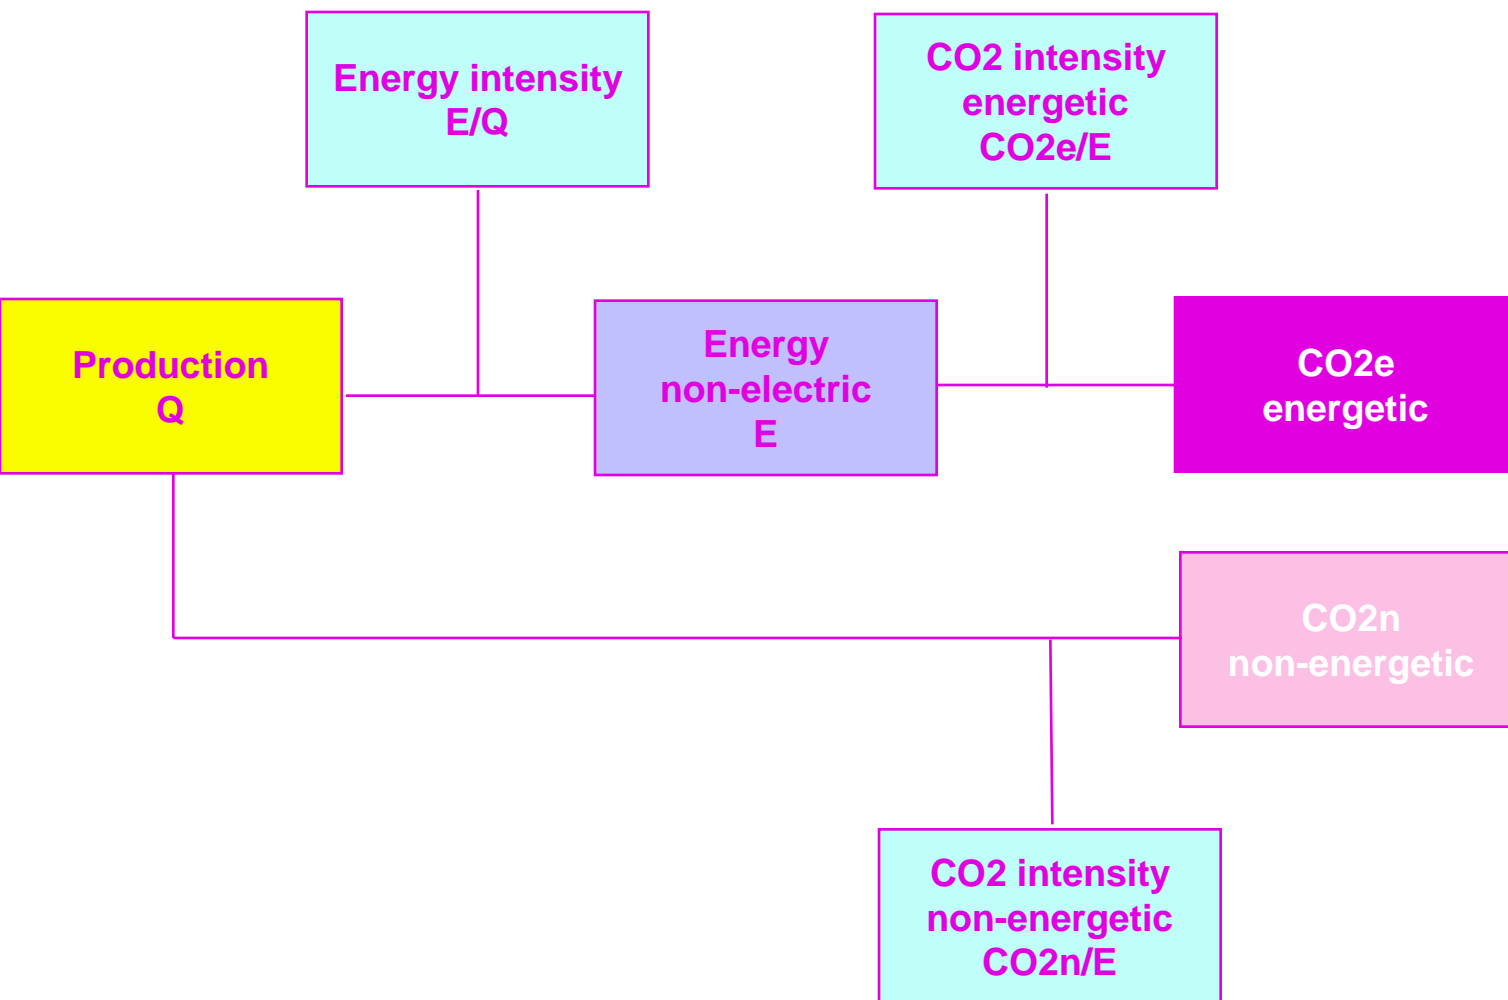 Energy intensity
E/Q
CO2 intensity
energetic
CO2e/E
Production
Q
Energy
non-electric
E
CO2e
energetic
CO2n
non-energetic
CO2 intensity
non-energetic
CO2n/E